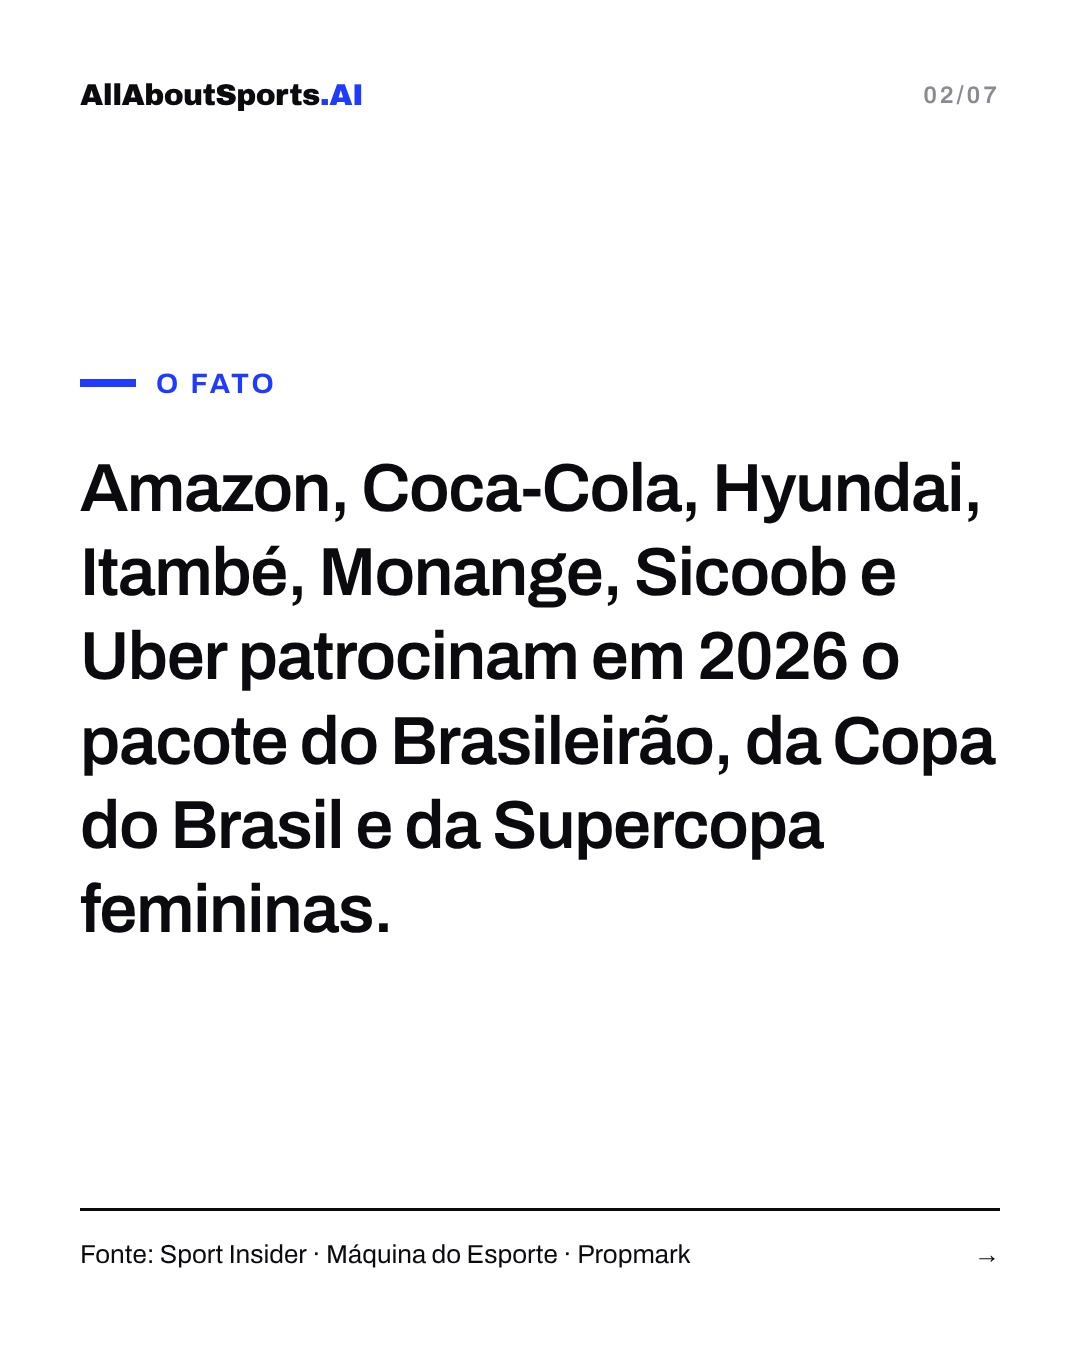 AllAboutSports.AI
02/07
O FATO
Amazon, Coca-Cola, Hyundai,
Itambé, Monange, Sicoob e
Uber patrocinam em 2026 o
pacote do Brasileirão, da Copa
do Brasil e da Supercopa
femininas.
Fonte: Sport Insider · Máquina do Esporte · Propmark
→